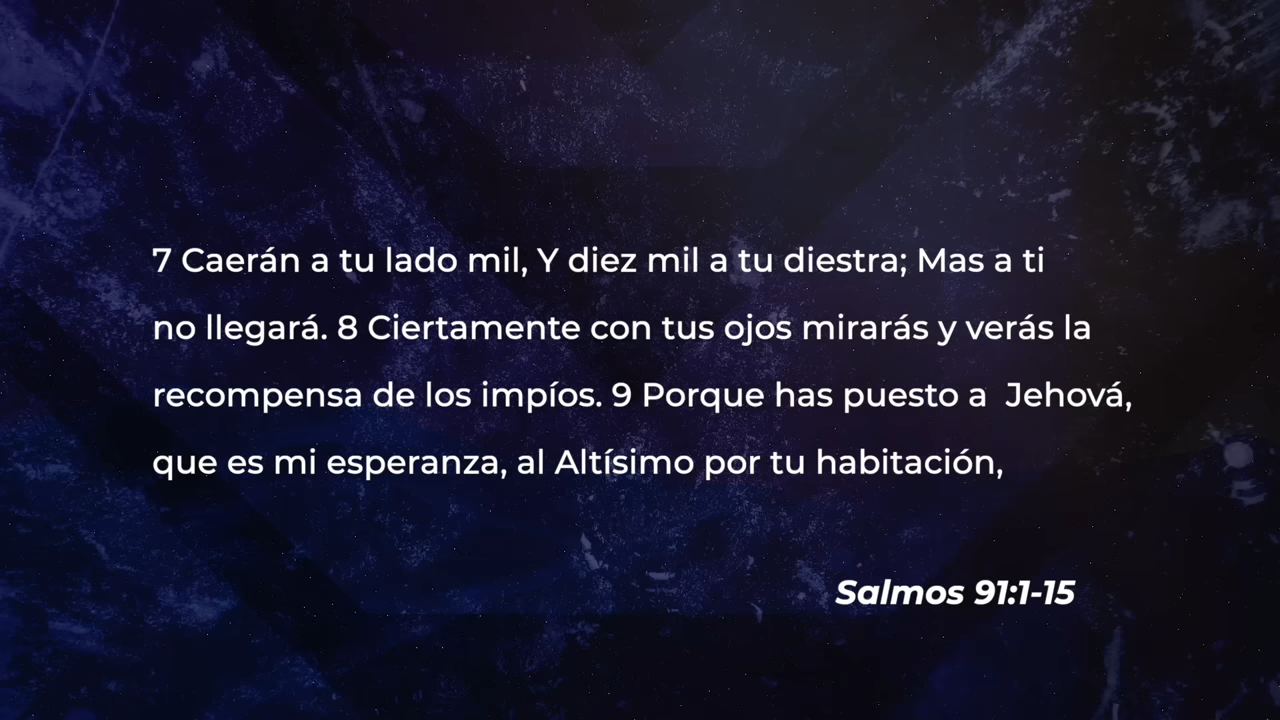 7 Caerán a tu lado mil, Y diez mil a tu diestra; Mas a ti
no llegará. 8 Ciertamente con tus ojos mirarás y verás la
recompensa de los impíos. 9 Porque has puesto a  Jehová,
que es mi esperanza, al Altísimo por tu habitación,
Salmos 91:1-15